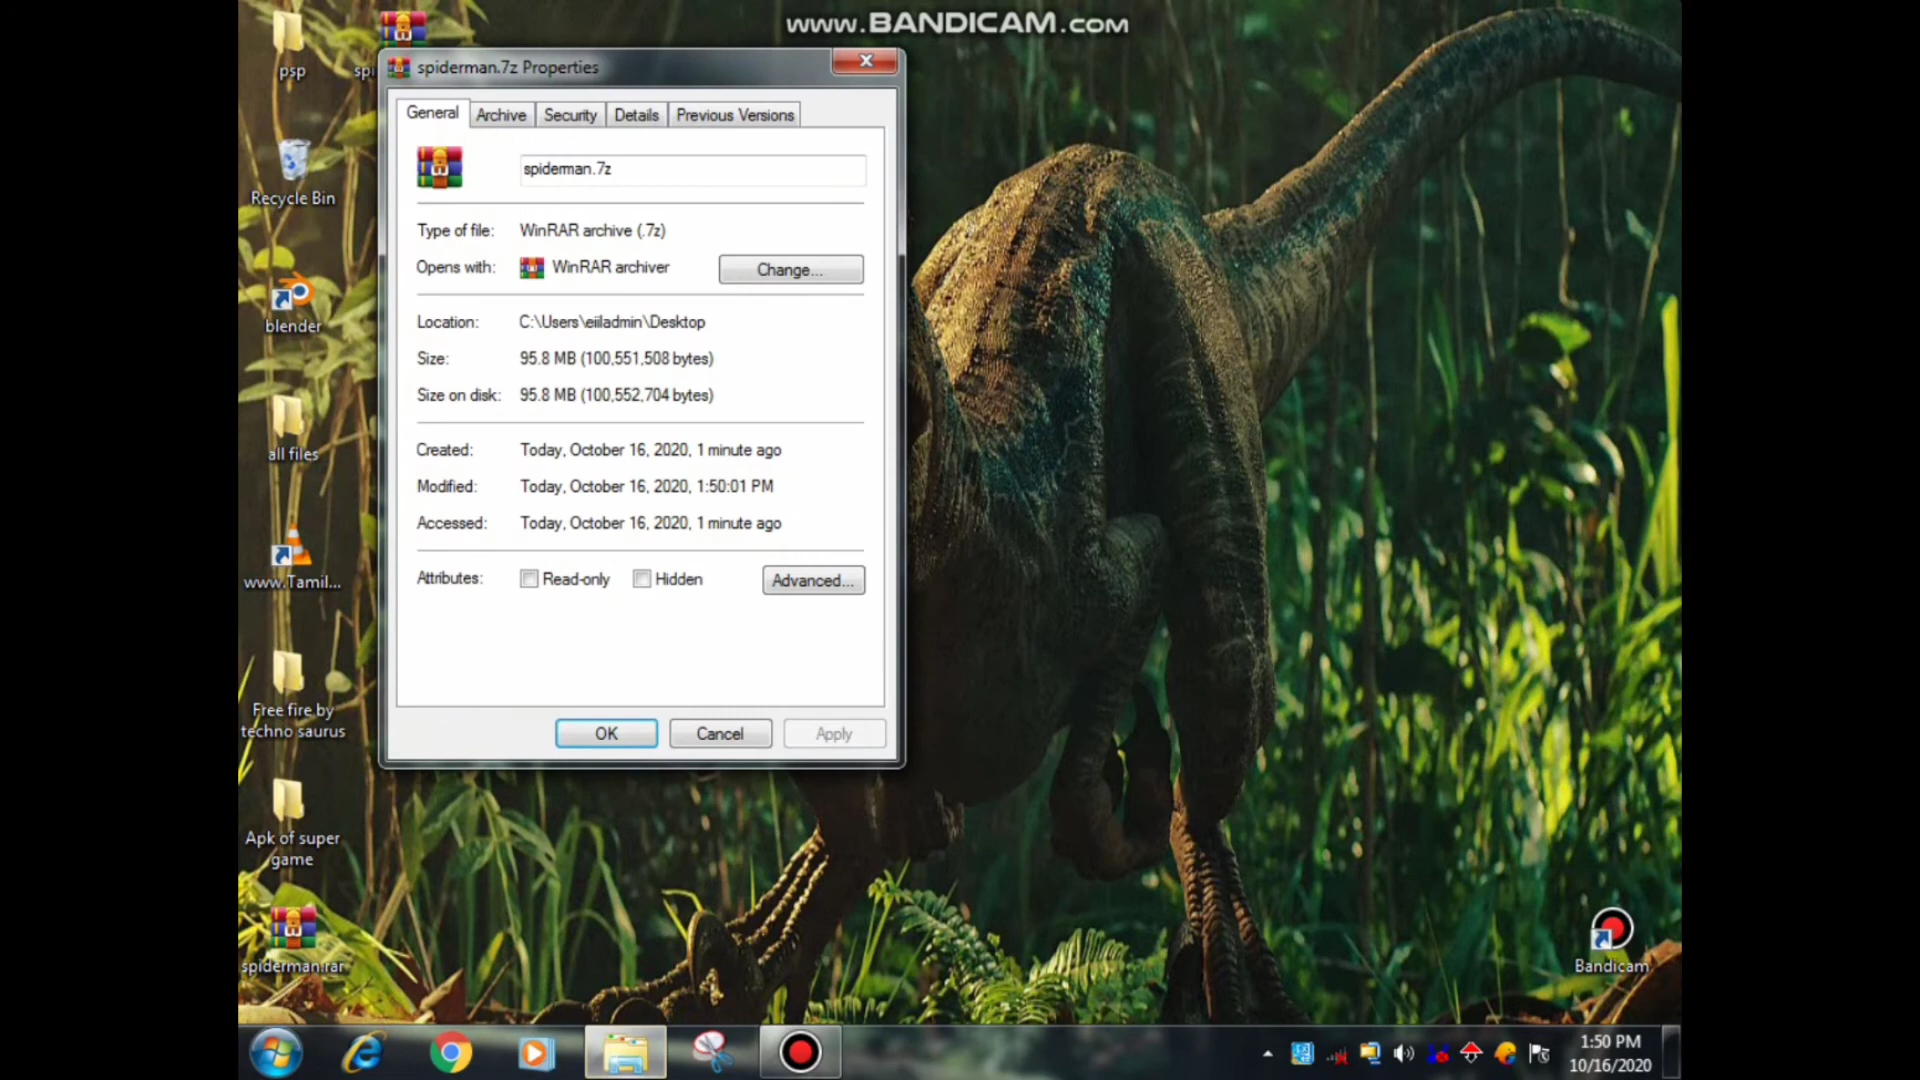 www.BANDICAM.com
psp
spi
spiderman.7z Properties
General
Archive
Security
Details
Previous Versions
spiderman.7z
Type of file: WinRAR archive (.7z)
Opens with: WinRAR archiver
Change...
Location: C:\Users\eiiladmin\Desktop
Size: 95.8 MB (100,551,508 bytes)
Size on disk: 95.8 MB (100,552,704 bytes)
Created: Today, October 16, 2020, 1 minute ago
Modified: Today, October 16, 2020, 1:50:01 PM
Accessed: Today, October 16, 2020, 1 minute ago
Attributes: Read-only Hidden
Advanced...
OK
Cancel
Apply
Recycle Bin
blender
all files
www.Tamil...
Free fire by
techno saurus
Apk of super
game
spiderman.rar
Bandicam
1:50 PM
10/16/2020